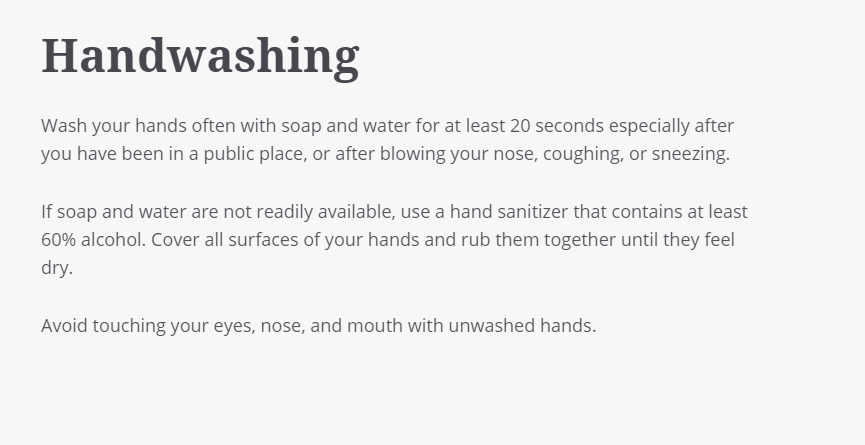 Handwashing
Wash your hands often with soap and water for at least 20 seconds especially after
you have been in a public place, or after blowing your nose, coughing, or sneezing.
If soap and water are not readily available, use a hand sanitizer that contains at least
60% alcohol. Cover all surfaces of your hands and rub them together until they feel
dry.
Avoid touching your eyes, nose, and mouth with unwashed hands.